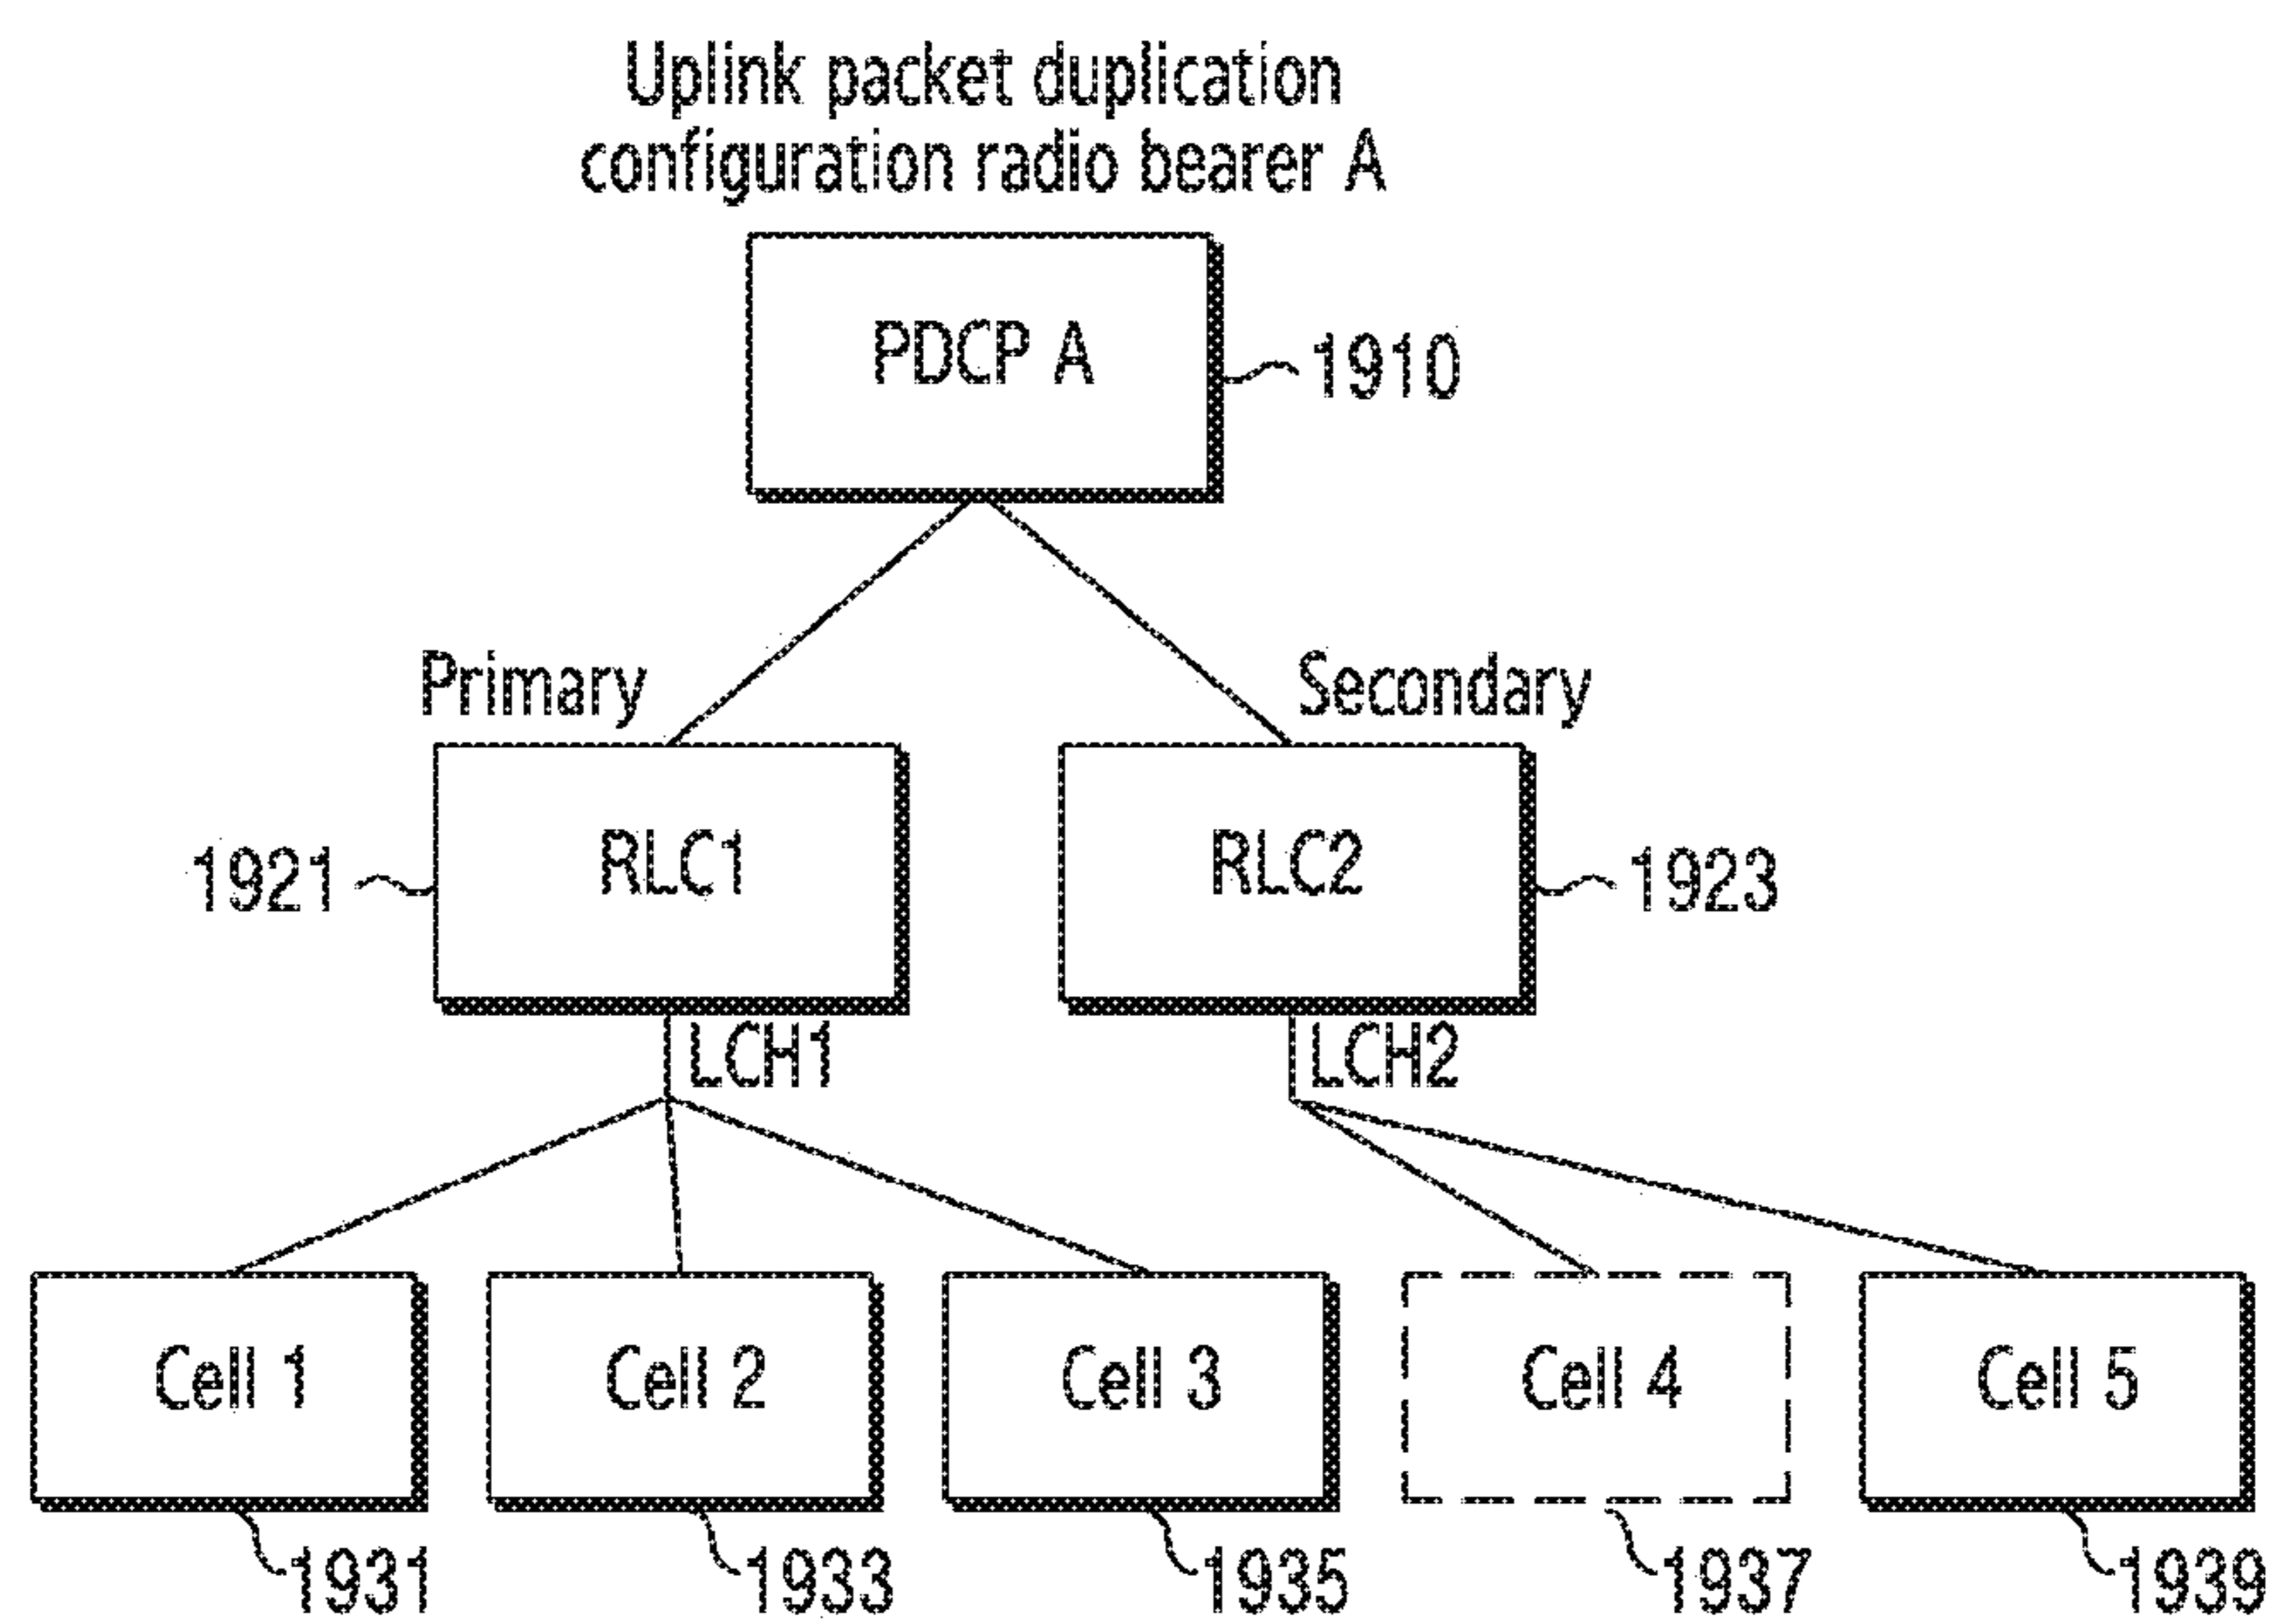 Uplink packet duplication
configuration radio bearer A
PDCP A
1910
Primary
Secondary
1921
RLC1
RLC2
1923
LCH1
LCH2
Cell 1
Cell 2
Cell 3
Cell 4
Cell 5
1931
1933
1935
1937
1939